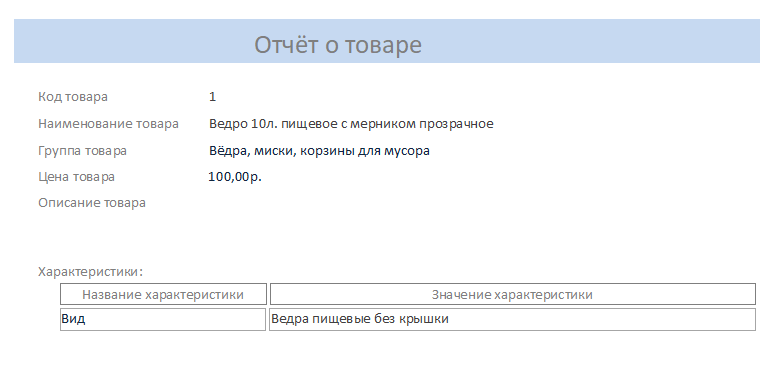 Отчёт о товаре
Код товара 1
Наименование товара Ведро 10л. пищевое с мерником прозрачное
Группа товара Вёдра, миски, корзины для мусора
Цена товара 100,00р.
Описание товара
Характеристики:
Название характеристики Значение характеристики
Вид Ведра пищевые без крышки